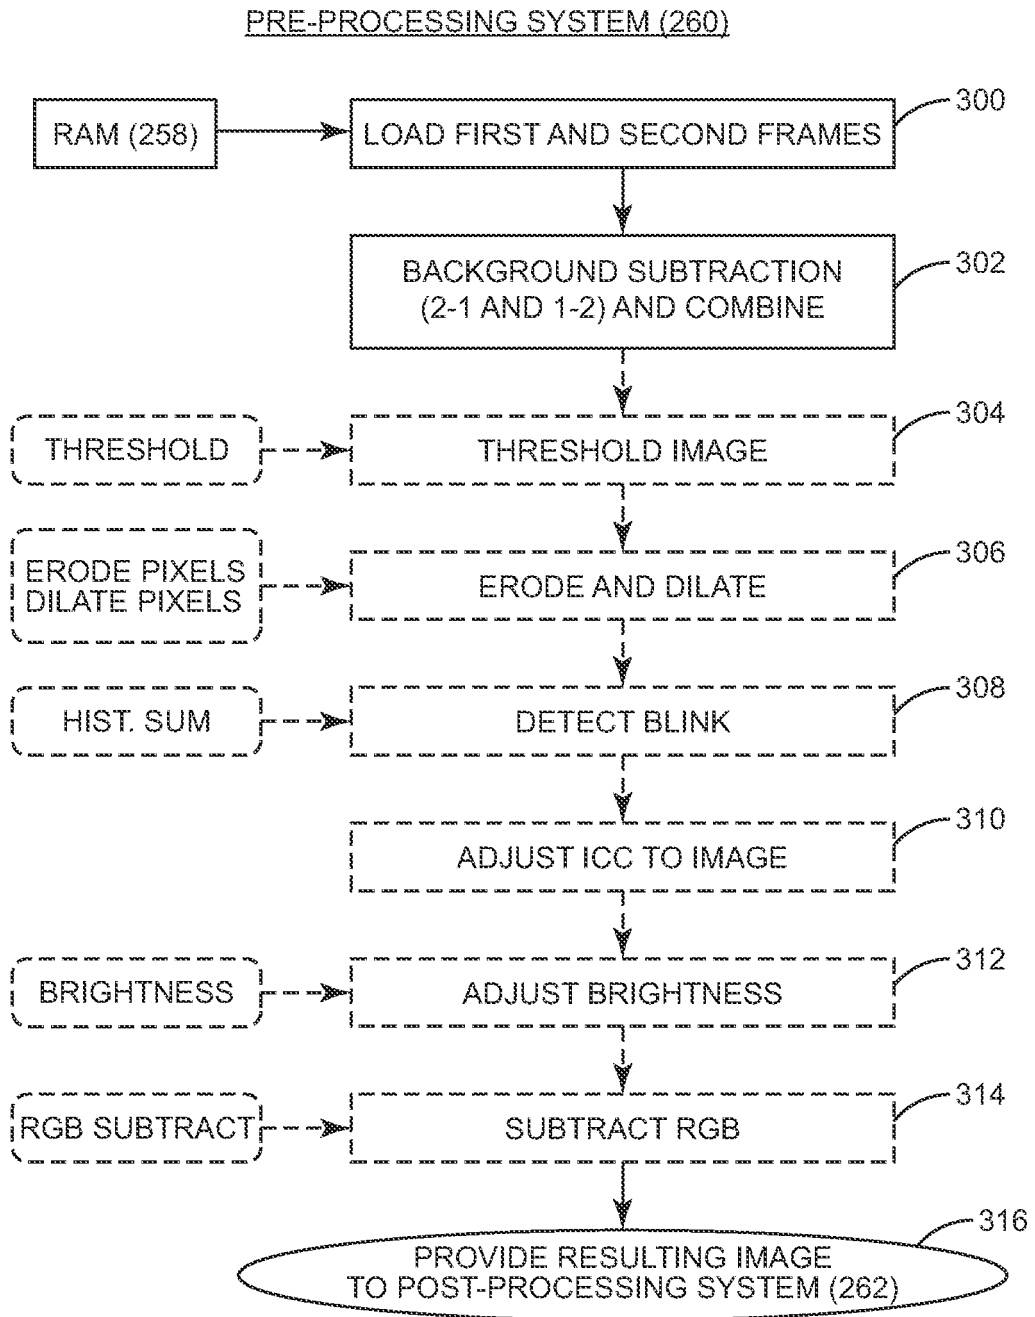 PRE-PROCESSING SYSTEM (260)
300
RAM (258)
LOAD FIRST AND SECOND FRAMES
302
BACKGROUND SUBTRACTION
(2-1 AND 1-2) AND COMBINE
304
THRESHOLD
THRESHOLD IMAGE
306
ERODE PIXELS
DILATE PIXELS
ERODE AND DILATE
308
HIST. SUM
DETECT BLINK
310
ADJUST ICC TO IMAGE
312
BRIGHTNESS
ADJUST BRIGHTNESS
314
RGB SUBTRACT
SUBTRACT RGB
316
PROVIDE RESULTING IMAGE
TO POST-PROCESSING SYSTEM (262)